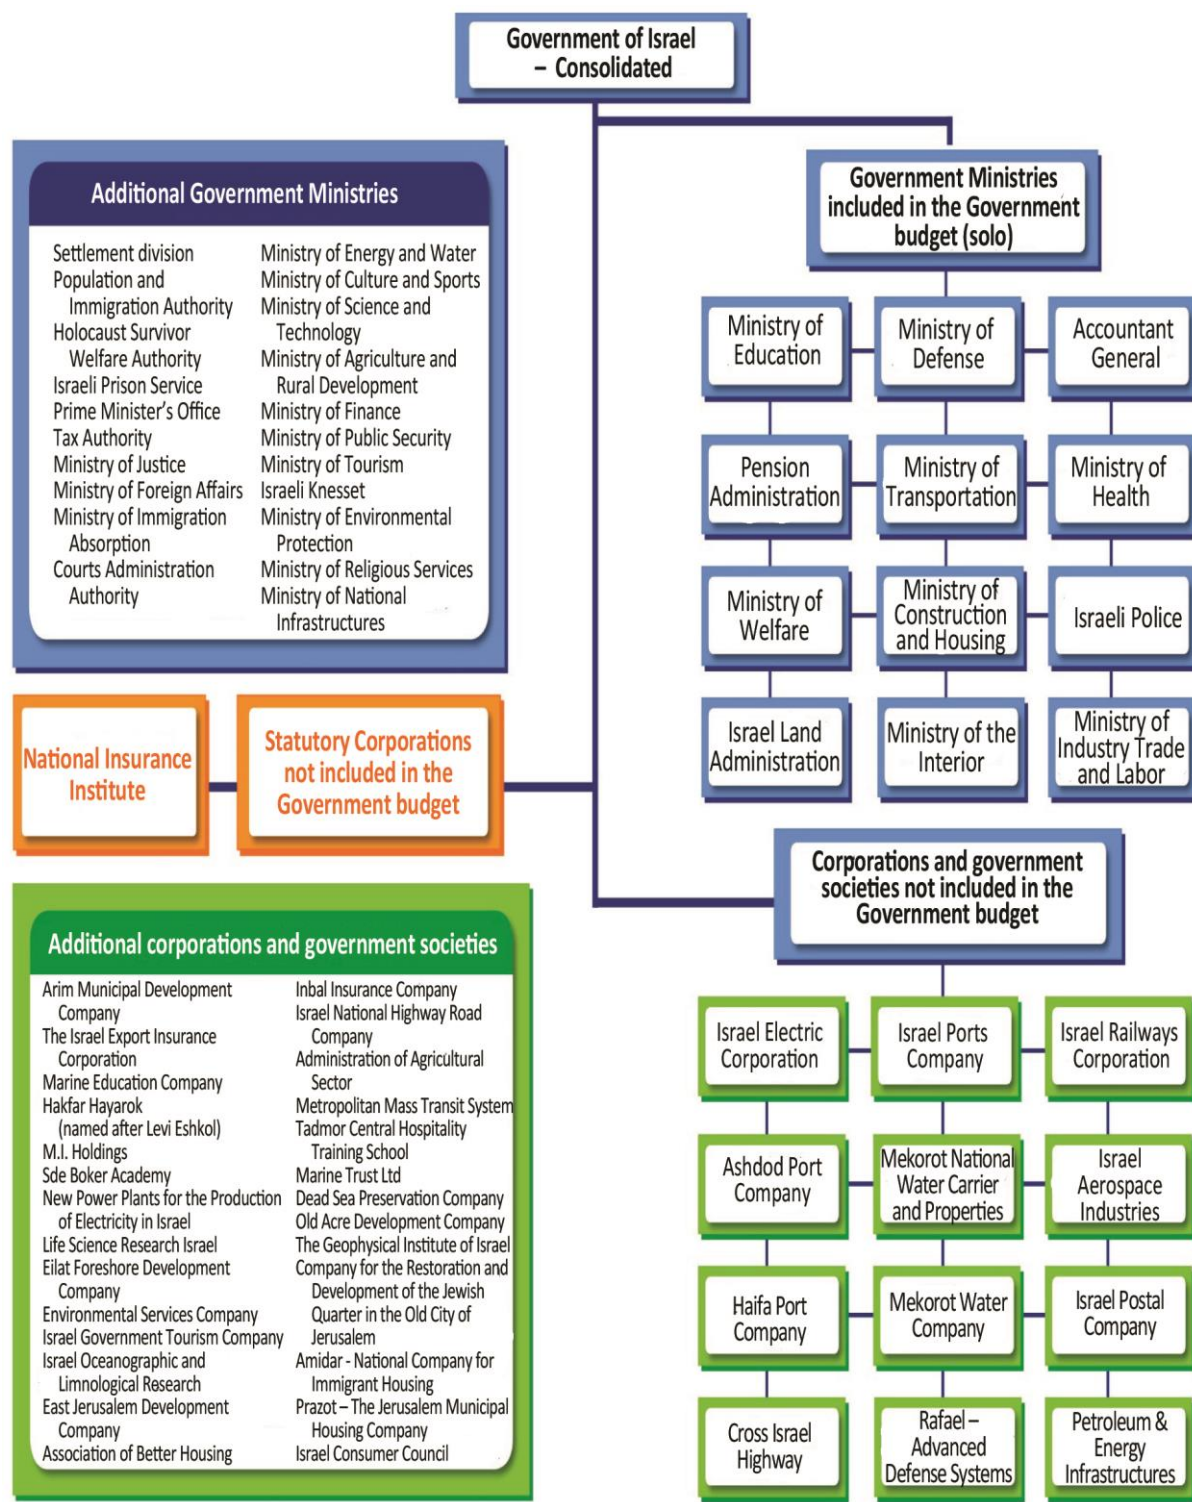 Government of Israel
– Consolidated
Additional Government Ministries
Settlement division
Population and
Immigration Authority
Holocaust Survivor
Welfare Authority
Israeli Prison Service
Prime Minister's Office
Tax Authority
Ministry of Justice
Ministry of Foreign Affairs
Ministry of Immigration
Absorption
Courts Administration
Authority
Ministry of Energy and Water
Ministry of Culture and Sports
Ministry of Science and
Technology
Ministry of Agriculture and
Rural Development
Ministry of Finance
Ministry of Public Security
Ministry of Tourism
Israeli Knesset
Ministry of Environmental
Protection
Ministry of Religious Services
Ministry of National
Infrastructures
Government Ministries
included in the Government
budget (solo)
Ministry of
Education
Ministry of
Defense
Accountant
General
Pension
Administration
Ministry of
Transportation
Ministry of
Health
Ministry of
Welfare
Ministry of
Construction
and Housing
Israeli Police
Israel Land
Administration
Ministry of the
Interior
Ministry of
Industry Trade
and Labor
National Insurance
Institute
Statutory Corporations
not included in the
Government budget
Corporations and government
societies not included in the
Government budget
Additional corporations and government societies
Arim Municipal Development
Company
The Israel Export Insurance
Corporation
Marine Education Company
Hakfar Hayarok
(named after Levi Eshkol)
M.I. Holdings
Sde Boker Academy
New Power Plants for the Production
of Electricity in Israel
Life Science Research Israel
Eilat Foreshore Development
Company
Environmental Services Company
Israel Government Tourism Company
Israel Oceanographic and
Limnological Research
East Jerusalem Development
Company
Association of Better Housing
Inbal Insurance Company
Israel National Highway Road
Company
Administration of Agricultural
Sector
Metropolitan Mass Transit System
Tadmor Central Hospitality
Training School
Marine Trust Ltd
Dead Sea Preservation Company
Old Acre Development Company
The Geophysical Institute of Israel
Company for the Restoration and
Development of the Jewish
Quarter in the Old City of
Jerusalem
Amidar - National Company for
Immigrant Housing
Prazot – The Jerusalem Municipal
Housing Company
Israel Consumer Council
Israel Electric
Corporation
Israel Ports
Company
Israel Railways
Corporation
Ashdod Port
Company
Mekorot National
Water Carrier
and Properties
Israel
Aerospace
Industries
Haifa Port
Company
Mekorot Water
Company
Israel Postal
Company
Cross Israel
Highway
Rafael –
Advanced
Defense Systems
Petroleum &
Energy
Infrastructures